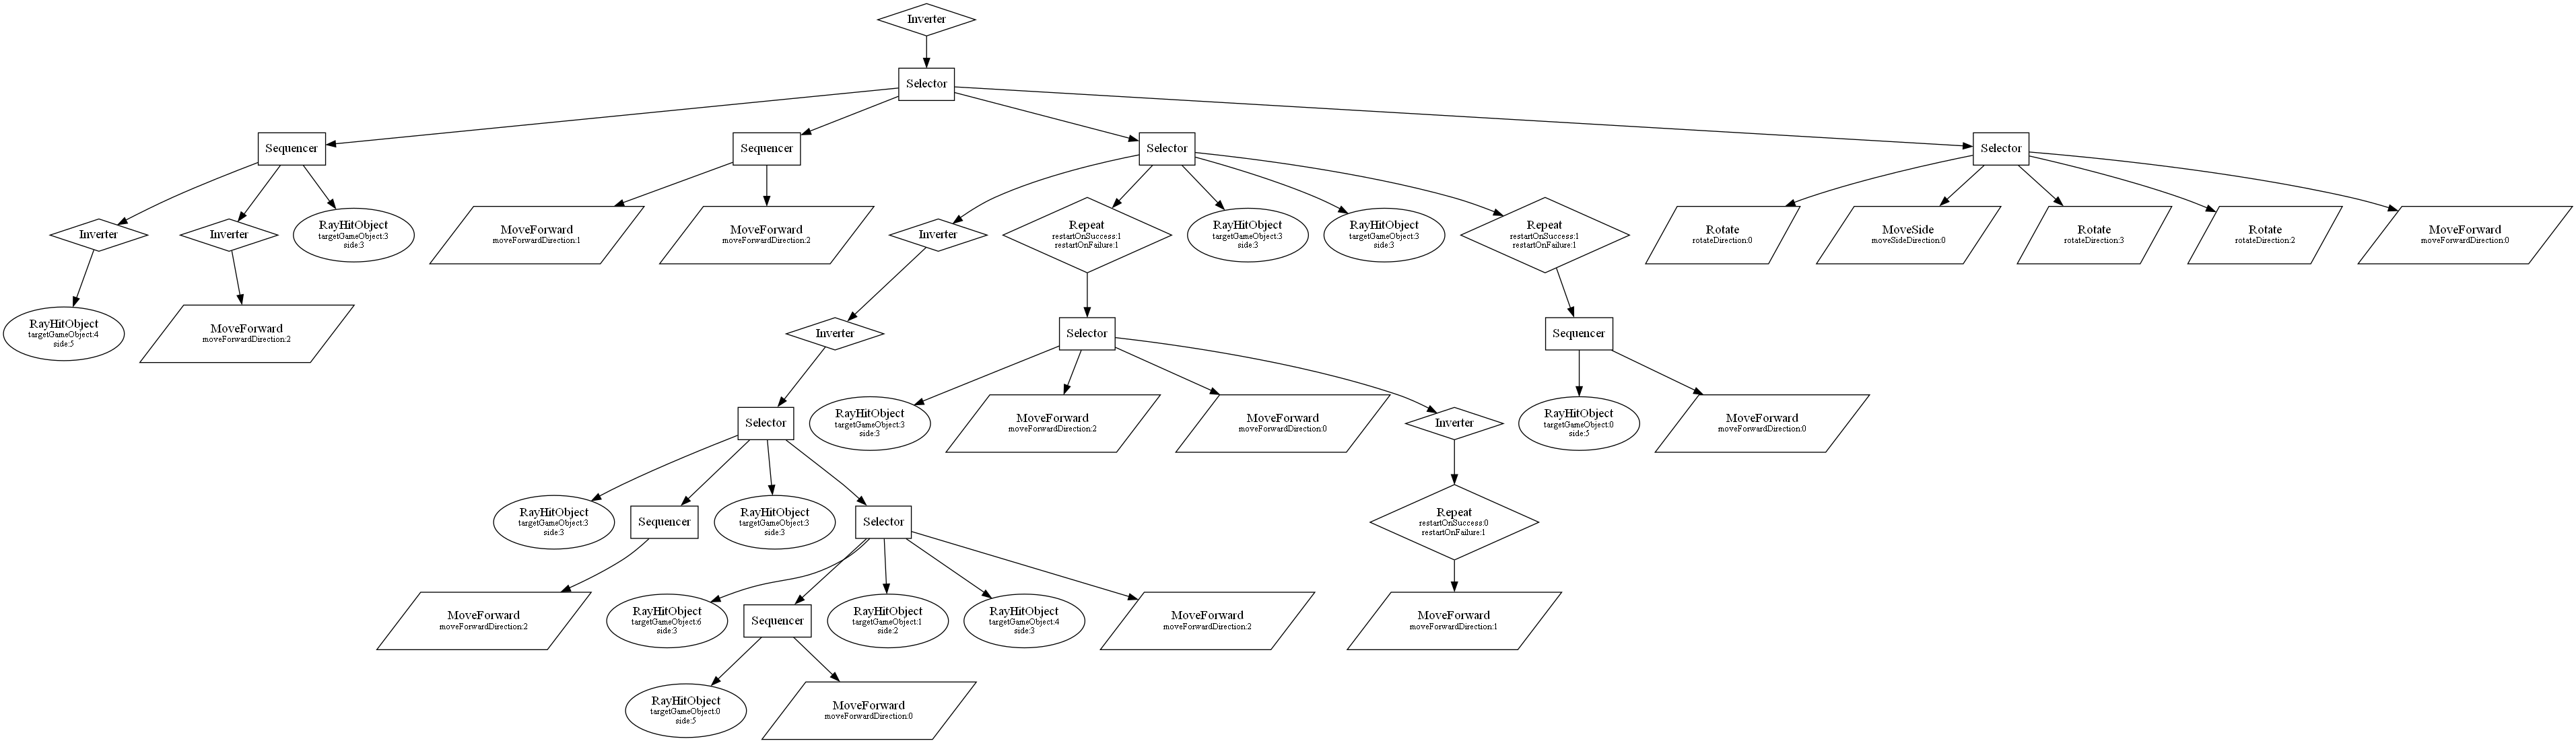 Inverter
Selector
Sequencer
Sequencer
Selector
Selector
Inverter
Inverter
RayHitObject
targetGameObject:3
side:3
MoveForward
moveForwardDirection:1
MoveForward
moveForwardDirection:2
Inverter
Repeat
restartOnSuccess:1
restartOnFailure:1
RayHitObject
targetGameObject:3
side:3
RayHitObject
targetGameObject:3
side:3
Repeat
restartOnSuccess:1
restartOnFailure:1
Rotate
rotateDirection:0
MoveSide
moveSideDirection:0
Rotate
rotateDirection:3
Rotate
rotateDirection:2
MoveForward
moveForwardDirection:0
RayHitObject
targetGameObject:4
side:5
MoveForward
moveForwardDirection:2
Inverter
Selector
Sequencer
Selector
RayHitObject
targetGameObject:3
side:3
MoveForward
moveForwardDirection:2
MoveForward
moveForwardDirection:0
Inverter
RayHitObject
targetGameObject:0
side:5
MoveForward
moveForwardDirection:0
RayHitObject
targetGameObject:3
side:3
Sequencer
RayHitObject
targetGameObject:3
side:3
Selector
Repeat
restartOnSuccess:0
restartOnFailure:1
MoveForward
moveForwardDirection:2
RayHitObject
targetGameObject:6
side:3
Sequencer
RayHitObject
targetGameObject:1
side:2
RayHitObject
targetGameObject:4
side:3
MoveForward
moveForwardDirection:2
MoveForward
moveForwardDirection:1
RayHitObject
targetGameObject:0
side:5
MoveForward
moveForwardDirection:0